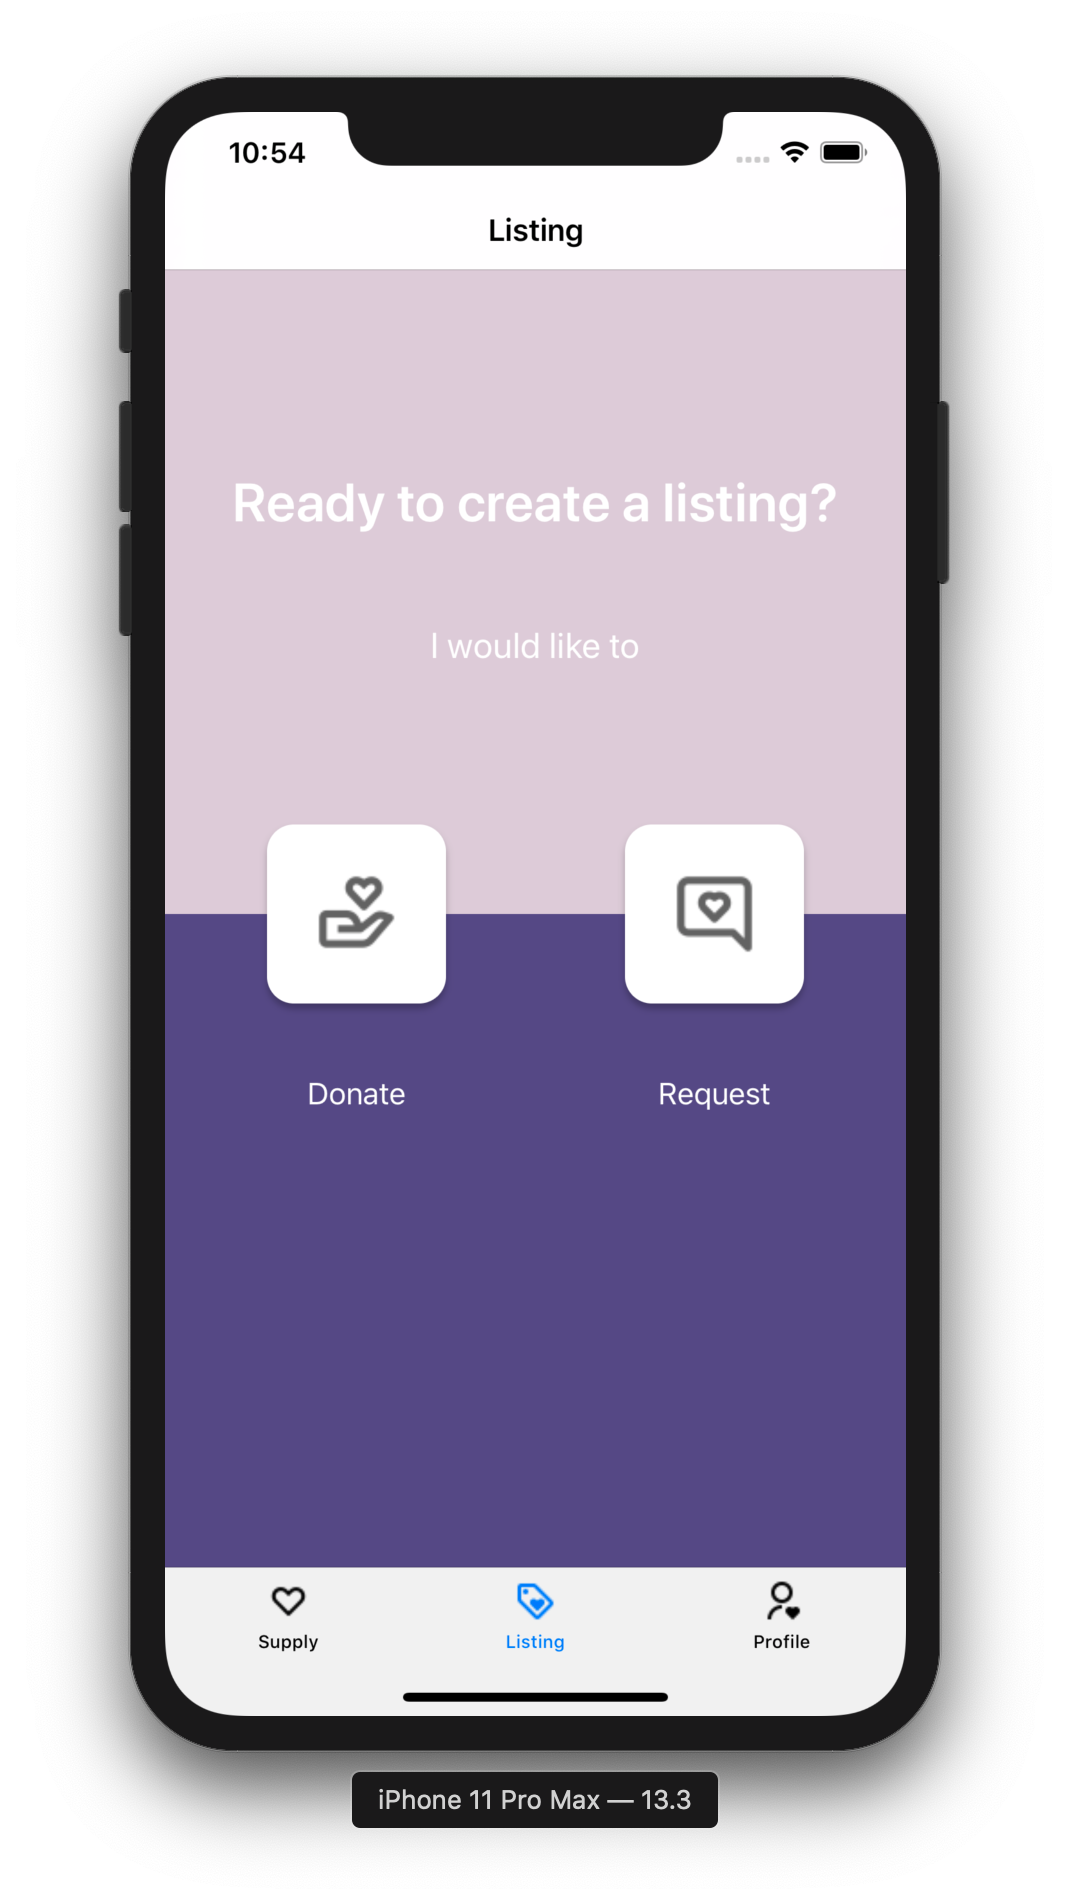 10:54
Listing
Ready to create a listing?
I would like to
Donate
Request
Supply
Listing
Profile
iPhone 11 Pro Max — 13.3